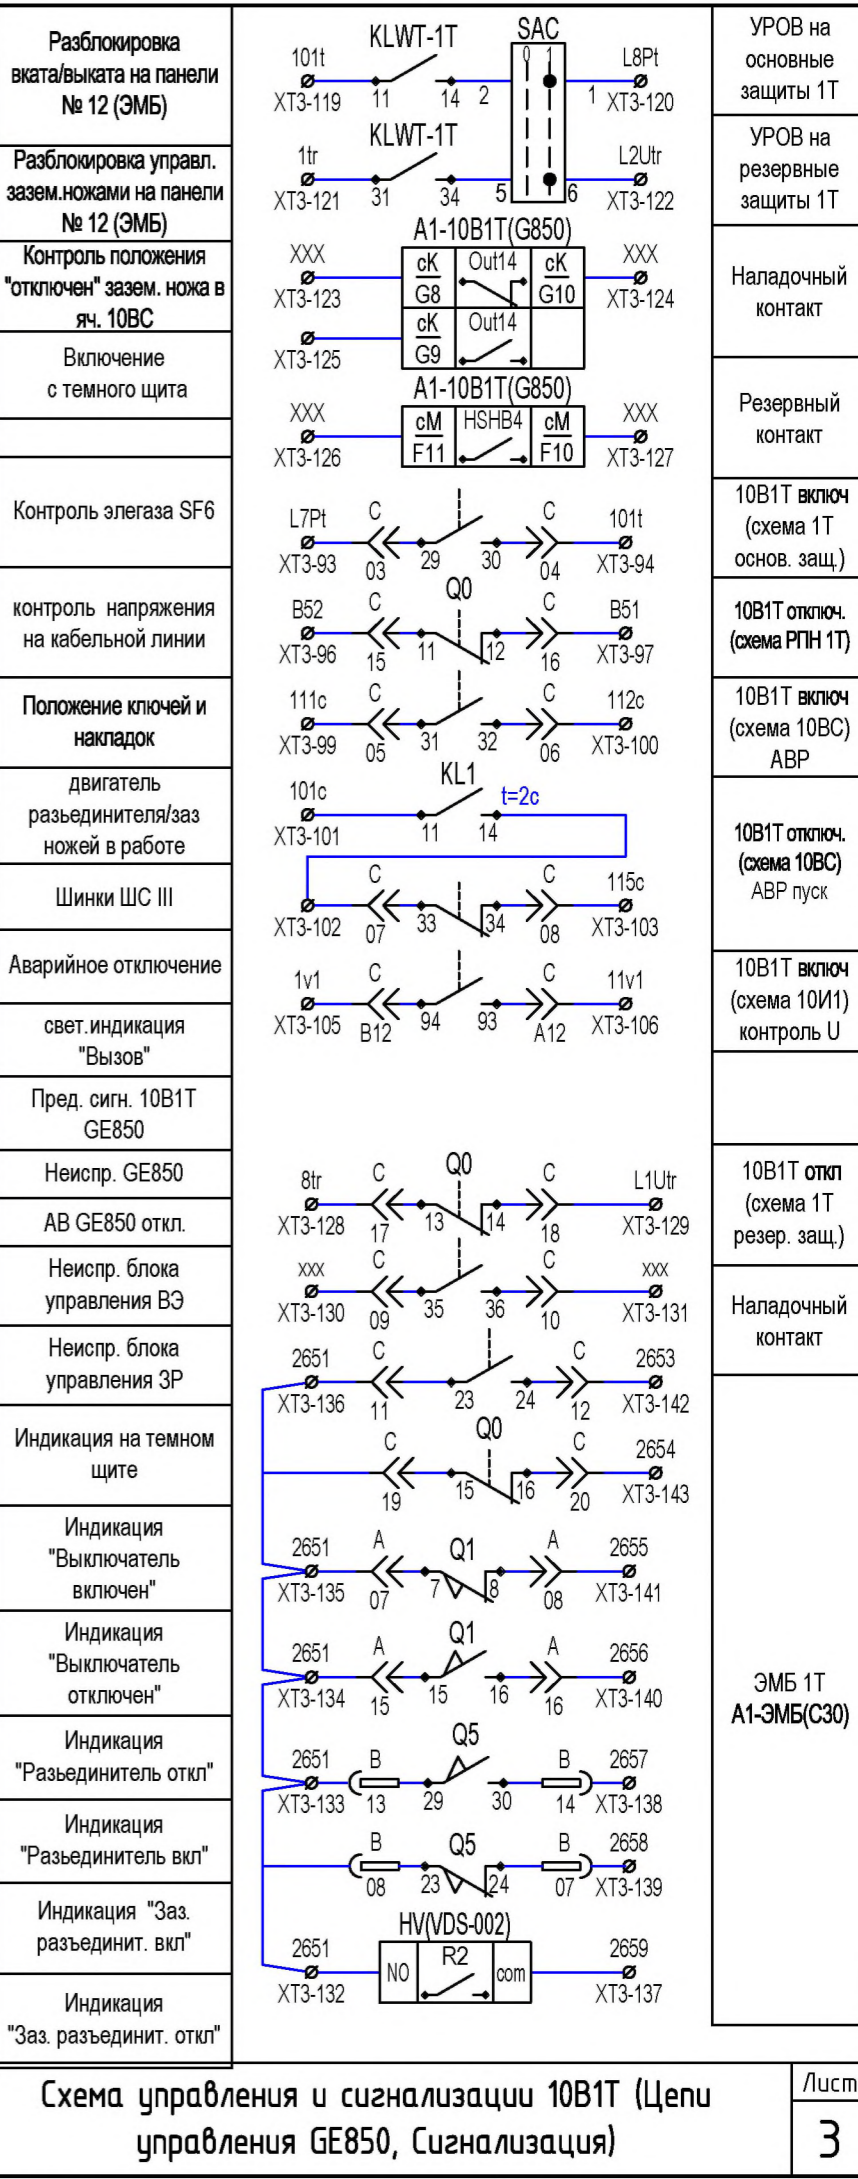 Разблокировка
вката/выката на панели
№ 12 (ЭМБ)
Разблокировка управл.
зазем.ножами на панели
№ 12 (ЭМБ)
Контроль положения
"отключен" зазем. ножа в
яч. 10ВС
Включение
с темного щита
Контроль элегаза SF6
контроль напряжения
на кабельной линии
Положение ключей и
накладок
двигатель
разьединителя/заз
ножей в работе
Шинки ШС III
Аварийное отключение
свет.индикация
"Вызов"
Пред. сигн. 10В1Т
GE850
Неиспр. GE850
АВ GE850 откл.
Неиспр. блока
управления ВЭ
Неиспр. блока
управления ЗР
Индикация на темном
щите
Индикация
"Выключатель
включен"
Индикация
"Выключатель
отключен"
Индикация
"Разьединитель откл"
Индикация
"Разьединитель вкл"
Индикация "Заз.
разъединит. вкл"
Индикация
"Заз. разъединит. откл"
KLWT-1T SAC
101t 0 1 L8Pt
XT3-119 11 14 2 1 XT3-120
KLWT-1T
1tr L2Utr
XT3-121 31 34 5 6 XT3-122
A1-10В1Т(G850)
XXX cK Out14 cK XXX
XT3-123 G8 G10 XT3-124
cK Out14
XT3-125 G9
A1-10В1Т(G850)
XXX cM HSHB4 cM XXX
XT3-126 F11 F10 XT3-127
L7Pt C C 101t
XT3-93 03 29 30 04 XT3-94
Q0
B52 C C B51
XT3-96 15 11 12 16 XT3-97
111c C C 112c
XT3-99 05 31 32 06 XT3-100
KL1
101c t=2c
XT3-101 11 14
C C 115c
XT3-102 07 33 34 08 XT3-103
1v1 C C 11v1
XT3-105 B12 94 93 A12 XT3-106
Q0
8tr C C L1Utr
XT3-128 17 13 14 18 XT3-129
xxx C C xxx
XT3-130 09 35 36 10 XT3-131
2651 C C 2653
XT3-136 11 23 24 12 XT3-142
Q0
C C 2654
19 15 16 20 XT3-143
2651 A Q1 A 2655
XT3-135 07 7 8 08 XT3-141
Q1
2651 A A 2656
XT3-134 15 15 16 16 XT3-140
Q5
2651 B B 2657
XT3-133 13 29 30 14 XT3-138
B Q5 B 2658
08 23 24 07 XT3-139
HV(VDS-002)
2651 NO R2 com 2659
XT3-132 XT3-137
УРОВ на
основные
защиты 1Т
УРОВ на
резервные
защиты 1Т
Наладочный
контакт
Резервный
контакт
10В1Т включ
(схема 1Т
основ. защ.)
10В1Т отключ.
(схема РПН 1Т)
10В1Т включ
(схема 10ВС)
АВР
10В1Т отключ.
(схема 10ВС)
АВР пуск
10В1Т включ
(схема 10И1)
контроль U
10В1Т откл
(схема 1Т
резер. защ.)
Наладочный
контакт
ЭМБ 1Т
А1-ЭМБ(С30)
Схема управления и сигнализации 10В1Т (Цепи
управления GE850, Сигнализация)
Лист
3